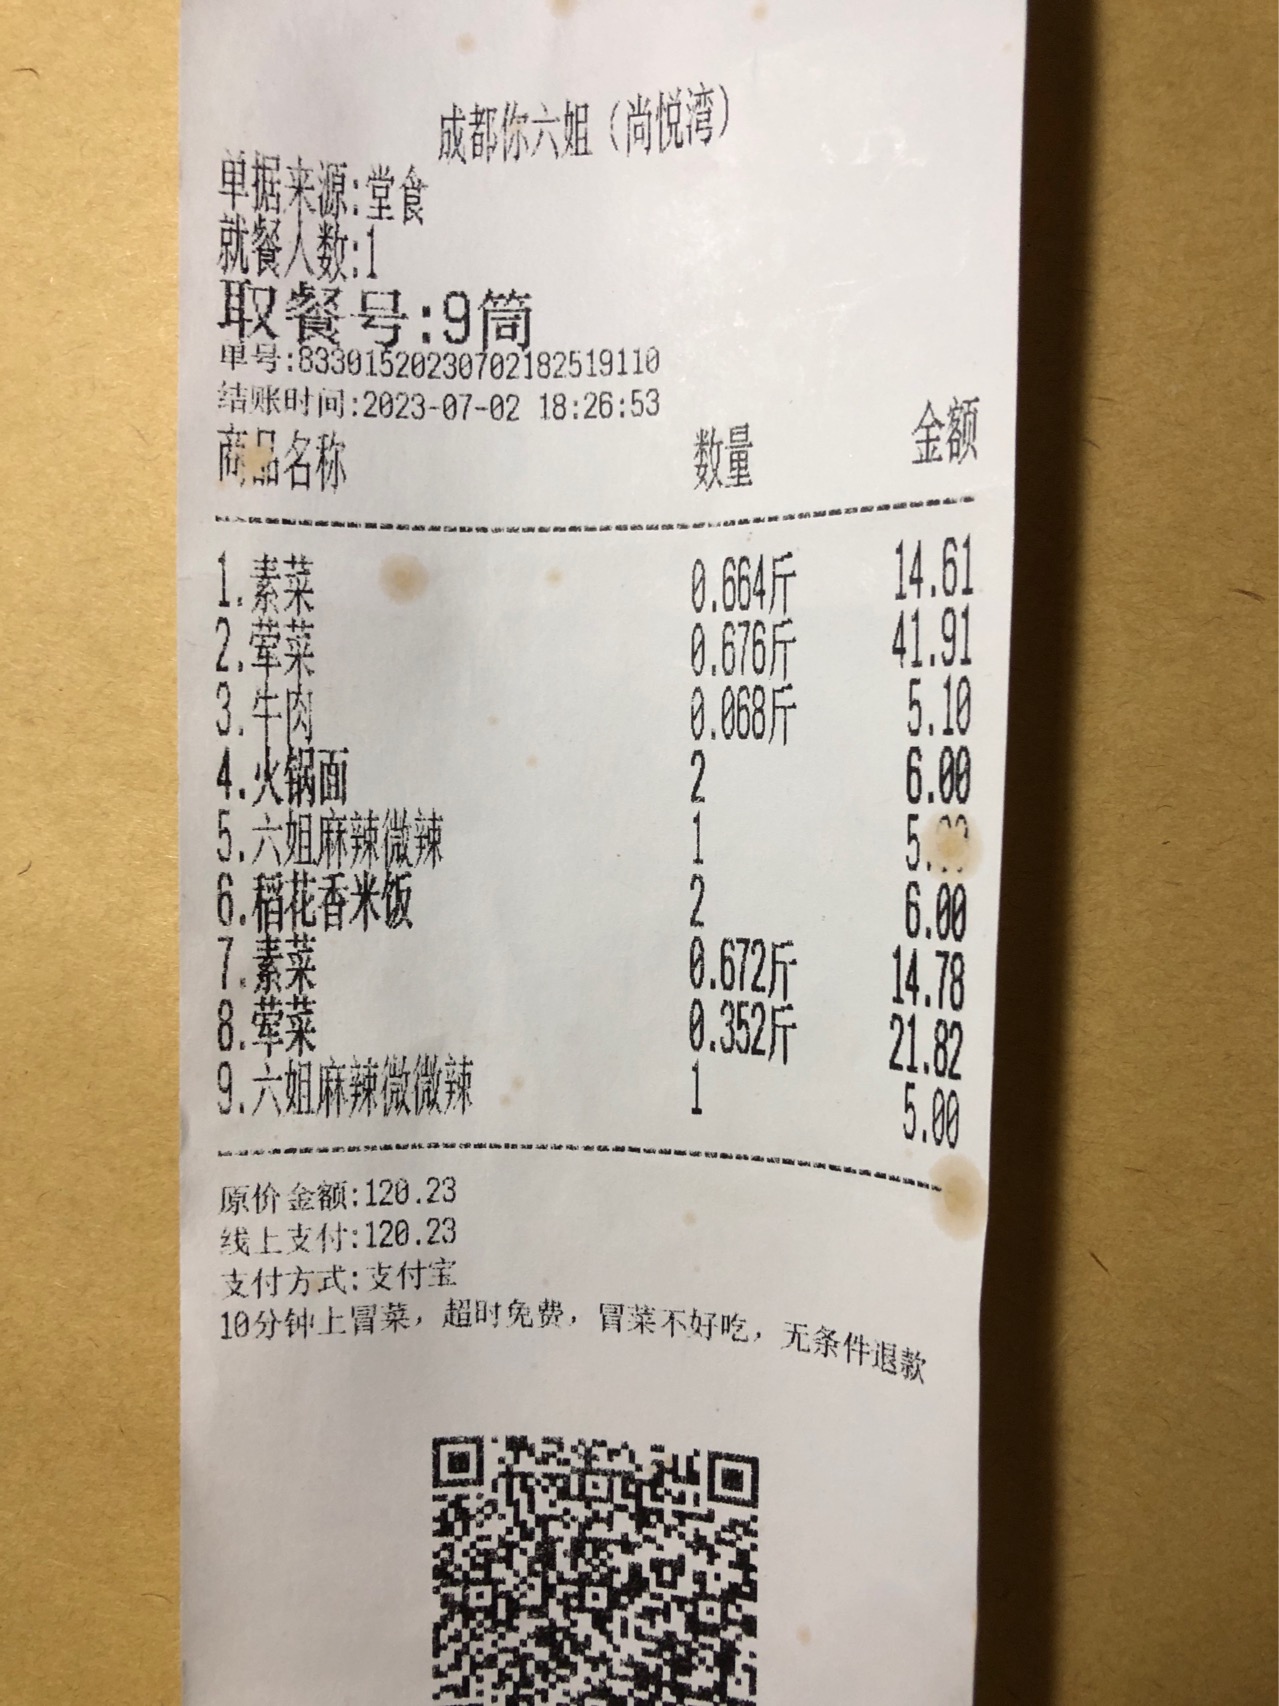 成都你六姐（尚悦湾）
单据来源:堂食
就餐人数:1
取餐号:9筒
单号:833015202307021825191​10
结账时间:2023-07-02 18:26:53
商品名称 数量 金额
1.素菜 0.664斤 14.61
2.荤菜 0.676斤 41.91
3.牛肉 0.068斤 5.10
4.火锅面 2 6.00
5.六姐麻辣微辣 1 5.00
6.稻花香米饭 2 6.00
7.素菜 0.672斤 14.78
8.荤菜 0.352斤 21.82
9.六姐麻辣微微辣 1 5.00
原价金额:120.23
线上支付:120.23
支付方式:支付宝
10分钟上冒菜，超时免费，冒菜不好吃，无条件退款